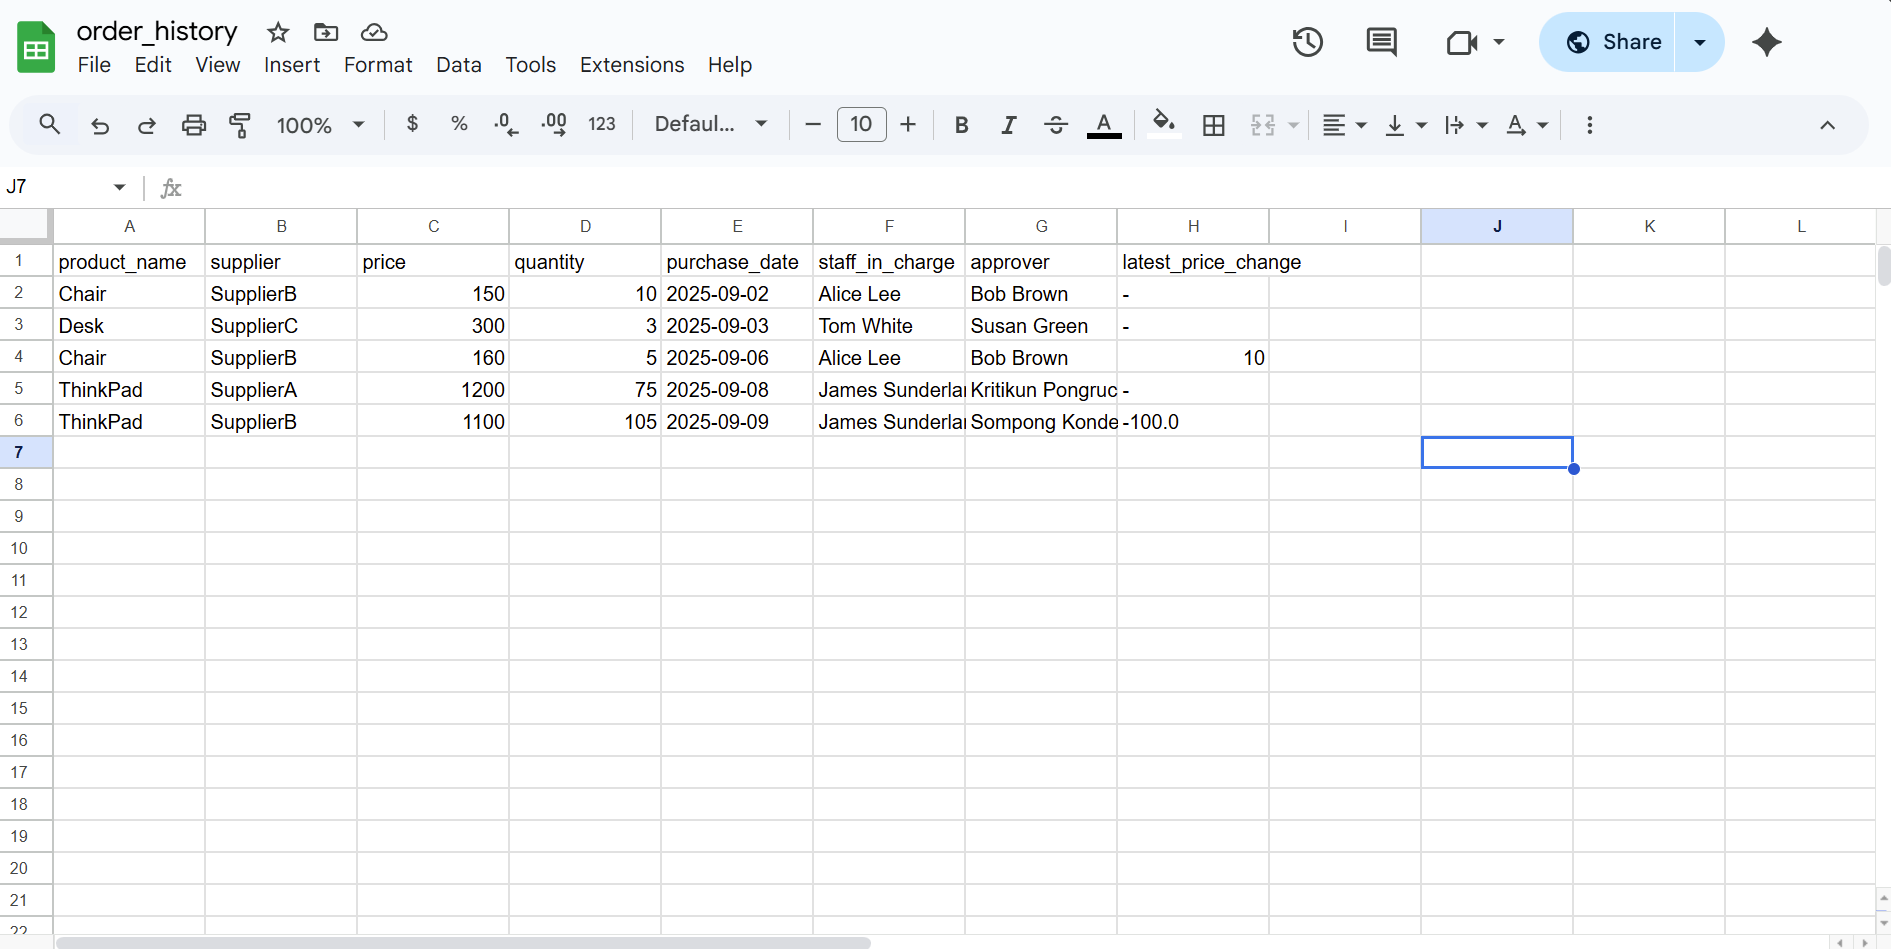 order_history
File Edit View Insert Format Data Tools Extensions Help
Share
100% $ % .0 .00 123 Defaul... 10 B I A A
J7 fx
A B C D E F G H I J K L
1 product_name supplier price quantity purchase_date staff_in_charge approver latest_price_change
2 Chair SupplierB 150 10 2025-09-02 Alice Lee Bob Brown -
3 Desk SupplierC 300 3 2025-09-03 Tom White Susan Green -
4 Chair SupplierB 160 5 2025-09-06 Alice Lee Bob Brown 10
5 ThinkPad SupplierA 1200 75 2025-09-08 James Sunderla Kritikun Pongruc -
6 ThinkPad SupplierB 1100 105 2025-09-09 James Sunderla Sompong Konde -100.0
7
8
9
10
11
12
13
14
15
16
17
18
19
20
21
22